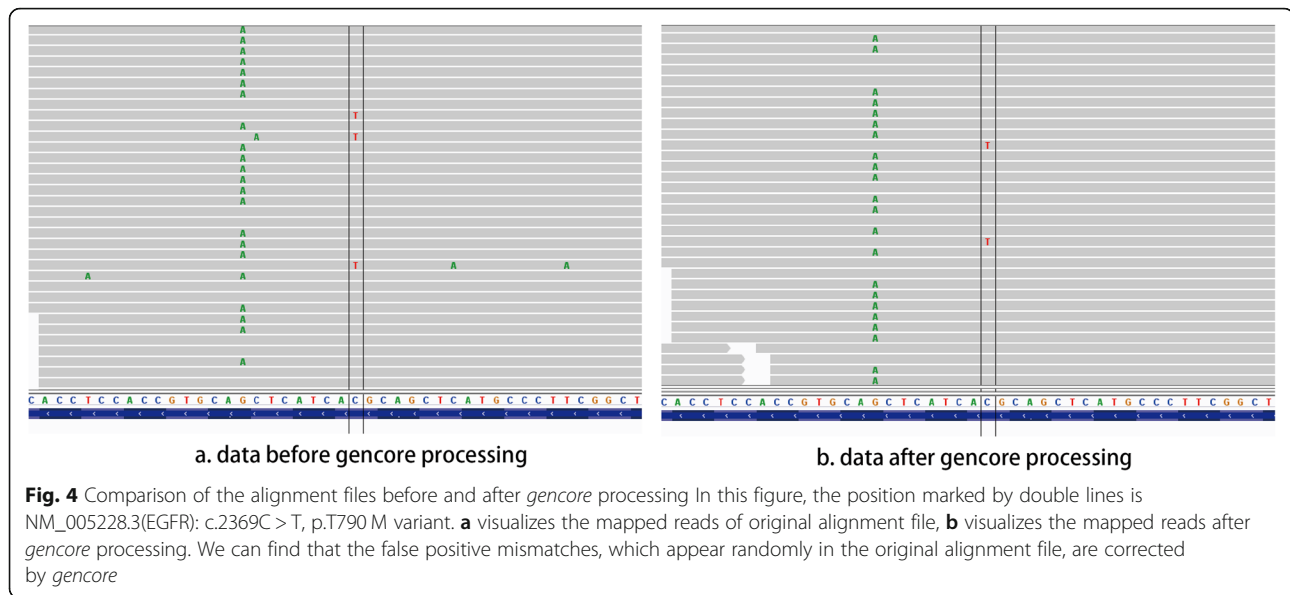 A
A
A
A
A
A
A
T
A
A T
A
A
A
A
A
A
A
A
A
T A A
A A
A
A
A
A
C A C C T C C A C C G T G C A G C T C A T C A C G C A G C T C A T G C C C T T C G G C T
a. data before gencore processing
A
A
A
A
A
A
A
T
A
A
A
A
A
A
T
A
A
A
A
A
A
A
A
A
C A C C T C C A C C G T G C A G C T C A T C A C G C A G C T C A T G C C C T T C G G C T
b. data after gencore processing
Fig. 4 Comparison of the alignment files before and after gencore processing In this figure, the position marked by double lines is
NM_005228.3(EGFR): c.2369C > T, p.T790 M variant. a visualizes the mapped reads of original alignment file, b visualizes the mapped reads after
gencore processing. We can find that the false positive mismatches, which appear randomly in the original alignment file, are corrected
by gencore